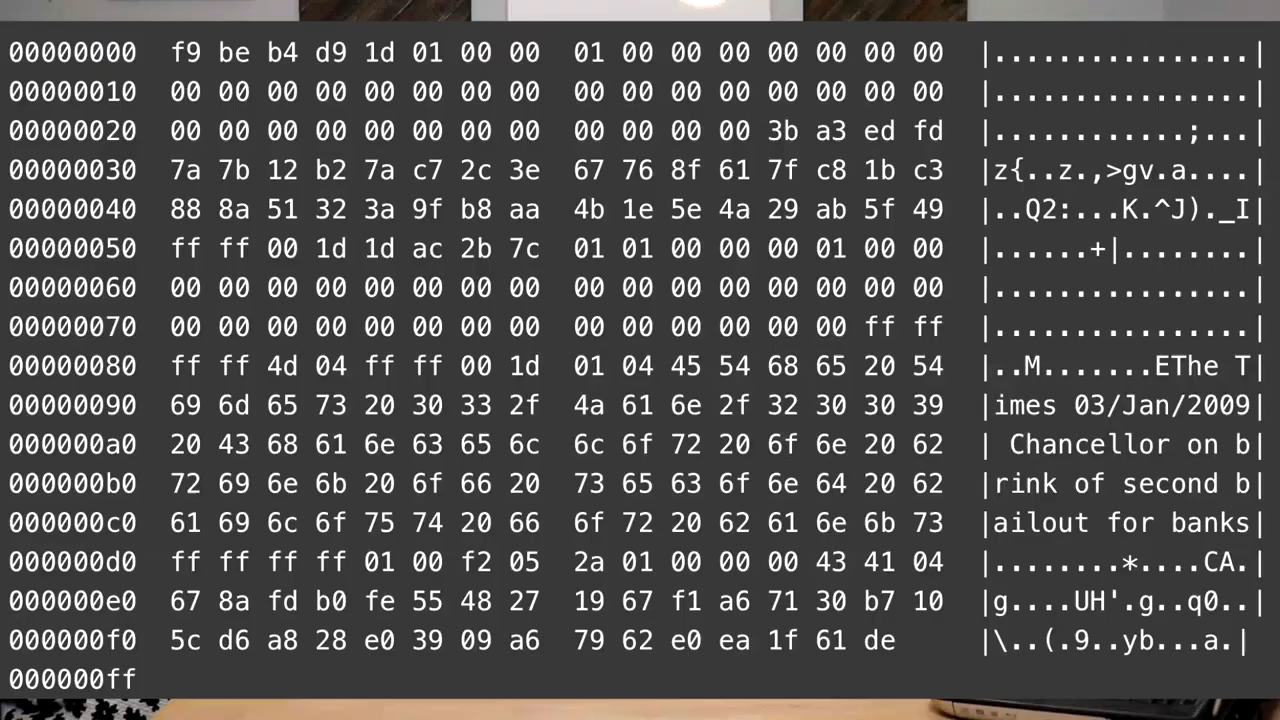 00000000  f9 be b4 d9 1d 01 00 00  01 00 00 00 00 00 00 00  |................|
00000010  00 00 00 00 00 00 00 00  00 00 00 00 00 00 00 00  |................|
00000020  00 00 00 00 00 00 00 00  00 00 00 00 3b a3 ed fd  |............;...|
00000030  7a 7b 12 b2 7a c7 2c 3e  67 76 8f 61 7f c8 1b c3  |z{..z.,>gv.a....|
00000040  88 8a 51 32 3a 9f b8 aa  4b 1e 5e 4a 29 ab 5f 49  |..Q2:...K.^J)._I|
00000050  ff ff 00 1d 1d ac 2b 7c  01 01 00 00 00 01 00 00  |......+|........|
00000060  00 00 00 00 00 00 00 00  00 00 00 00 00 00 00 00  |................|
00000070  00 00 00 00 00 00 00 00  00 00 00 00 00 00 ff ff  |................|
00000080  ff ff 4d 04 ff ff 00 1d  01 04 45 54 68 65 20 54  |..M.......EThe T|
00000090  69 6d 65 73 20 30 33 2f  4a 61 6e 2f 32 30 30 39  |imes 03/Jan/2009|
000000a0  20 43 68 61 6e 63 65 6c  6c 6f 72 20 6f 6e 20 62  | Chancellor on b|
000000b0  72 69 6e 6b 20 6f 66 20  73 65 63 6f 6e 64 20 62  |rink of second b|
000000c0  61 69 6c 6f 75 74 20 66  6f 72 20 62 61 6e 6b 73  |ailout for banks|
000000d0  ff ff ff ff 01 00 f2 05  2a 01 00 00 00 43 41 04  |........*....CA.|
000000e0  67 8a fd b0 fe 55 48 27  19 67 f1 a6 71 30 b7 10  |g....UH'.g..q0..|
000000f0  5c d6 a8 28 e0 39 09 a6  79 62 e0 ea 1f 61 de  |\..(.9..yb...a.|
000000ff